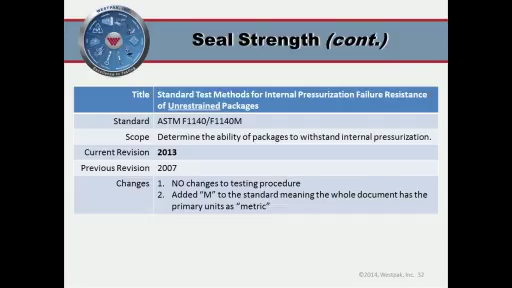 WESTPAK, INC.
Seal Strength (cont.)
Title Standard Test Methods for Internal Pressurization Failure Resistance
of Unrestrained Packages
Standard ASTM F1140/F1140M
Scope Determine the ability of packages to withstand internal pressurization.
Current Revision 2013
Previous Revision 2007
Changes 1. NO changes to testing procedure
2. Added “M” to the standard meaning the whole document has the
primary units as “metric”
©2014, Westpak, Inc. 32